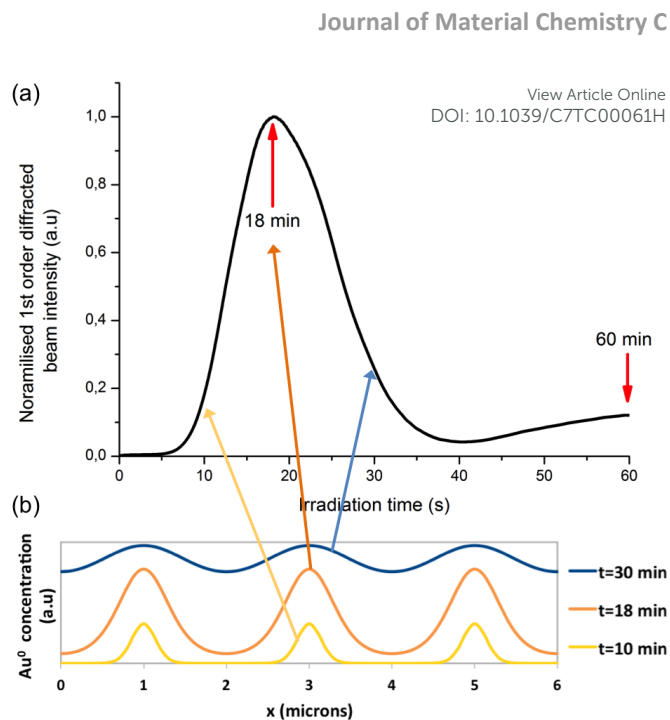 Journal of Material Chemistry C
View Article Online
DOI: 10.1039/C7TC00061H
(a)
Noramilised 1st order diffracted
beam intensity (a.u)
1,0
0,8
0,6
0,4
0,2
0,0
18 min
60 min
0 10 20 30 40 50 60
Irradiation time (s)
(b)
Au⁰ concentration
(a.u)
t=30 min
t=18 min
t=10 min
0 1 2 3 4 5 6
x (microns)